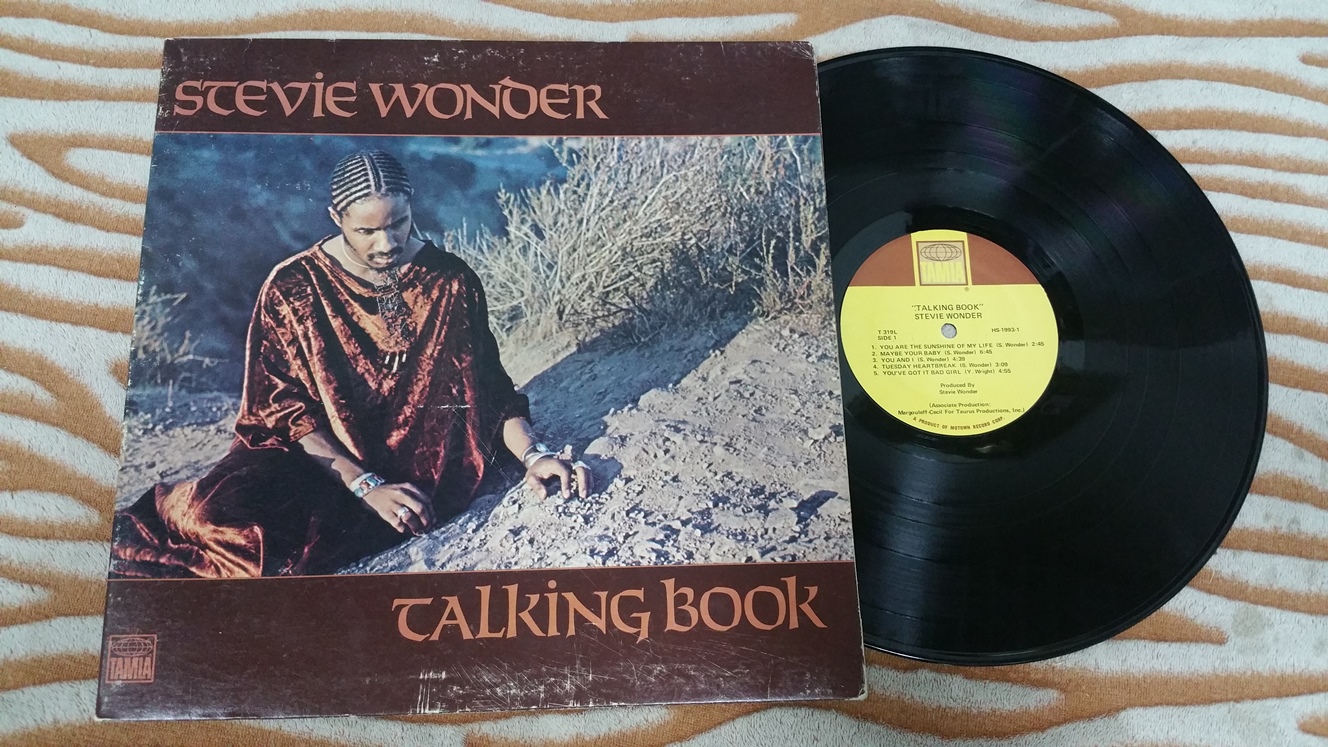 STEVIE WONDER
TALKING BOOK
TAMLA
TAMLA
"TALKING BOOK"
STEVIE WONDER
T 319L
SIDE 1
HS-1993-1
1. YOU ARE THE SUNSHINE OF MY LIFE (S. Wonder) 2:45
2. MAYBE YOUR BABY (S. Wonder) 6:45
3. YOU AND I (S. Wonder) 4:39
4. TUESDAY HEARTBREAK (S. Wonder) 3:09
5. YOU'VE GOT IT BAD GIRL (Y. Wright) 4:55
Produced By
Stevie Wonder
(Associate Production:
Margouleff-Cecil For Taurus Productions, Inc.)
A PRODUCT OF MOTOWN RECORD CORP.